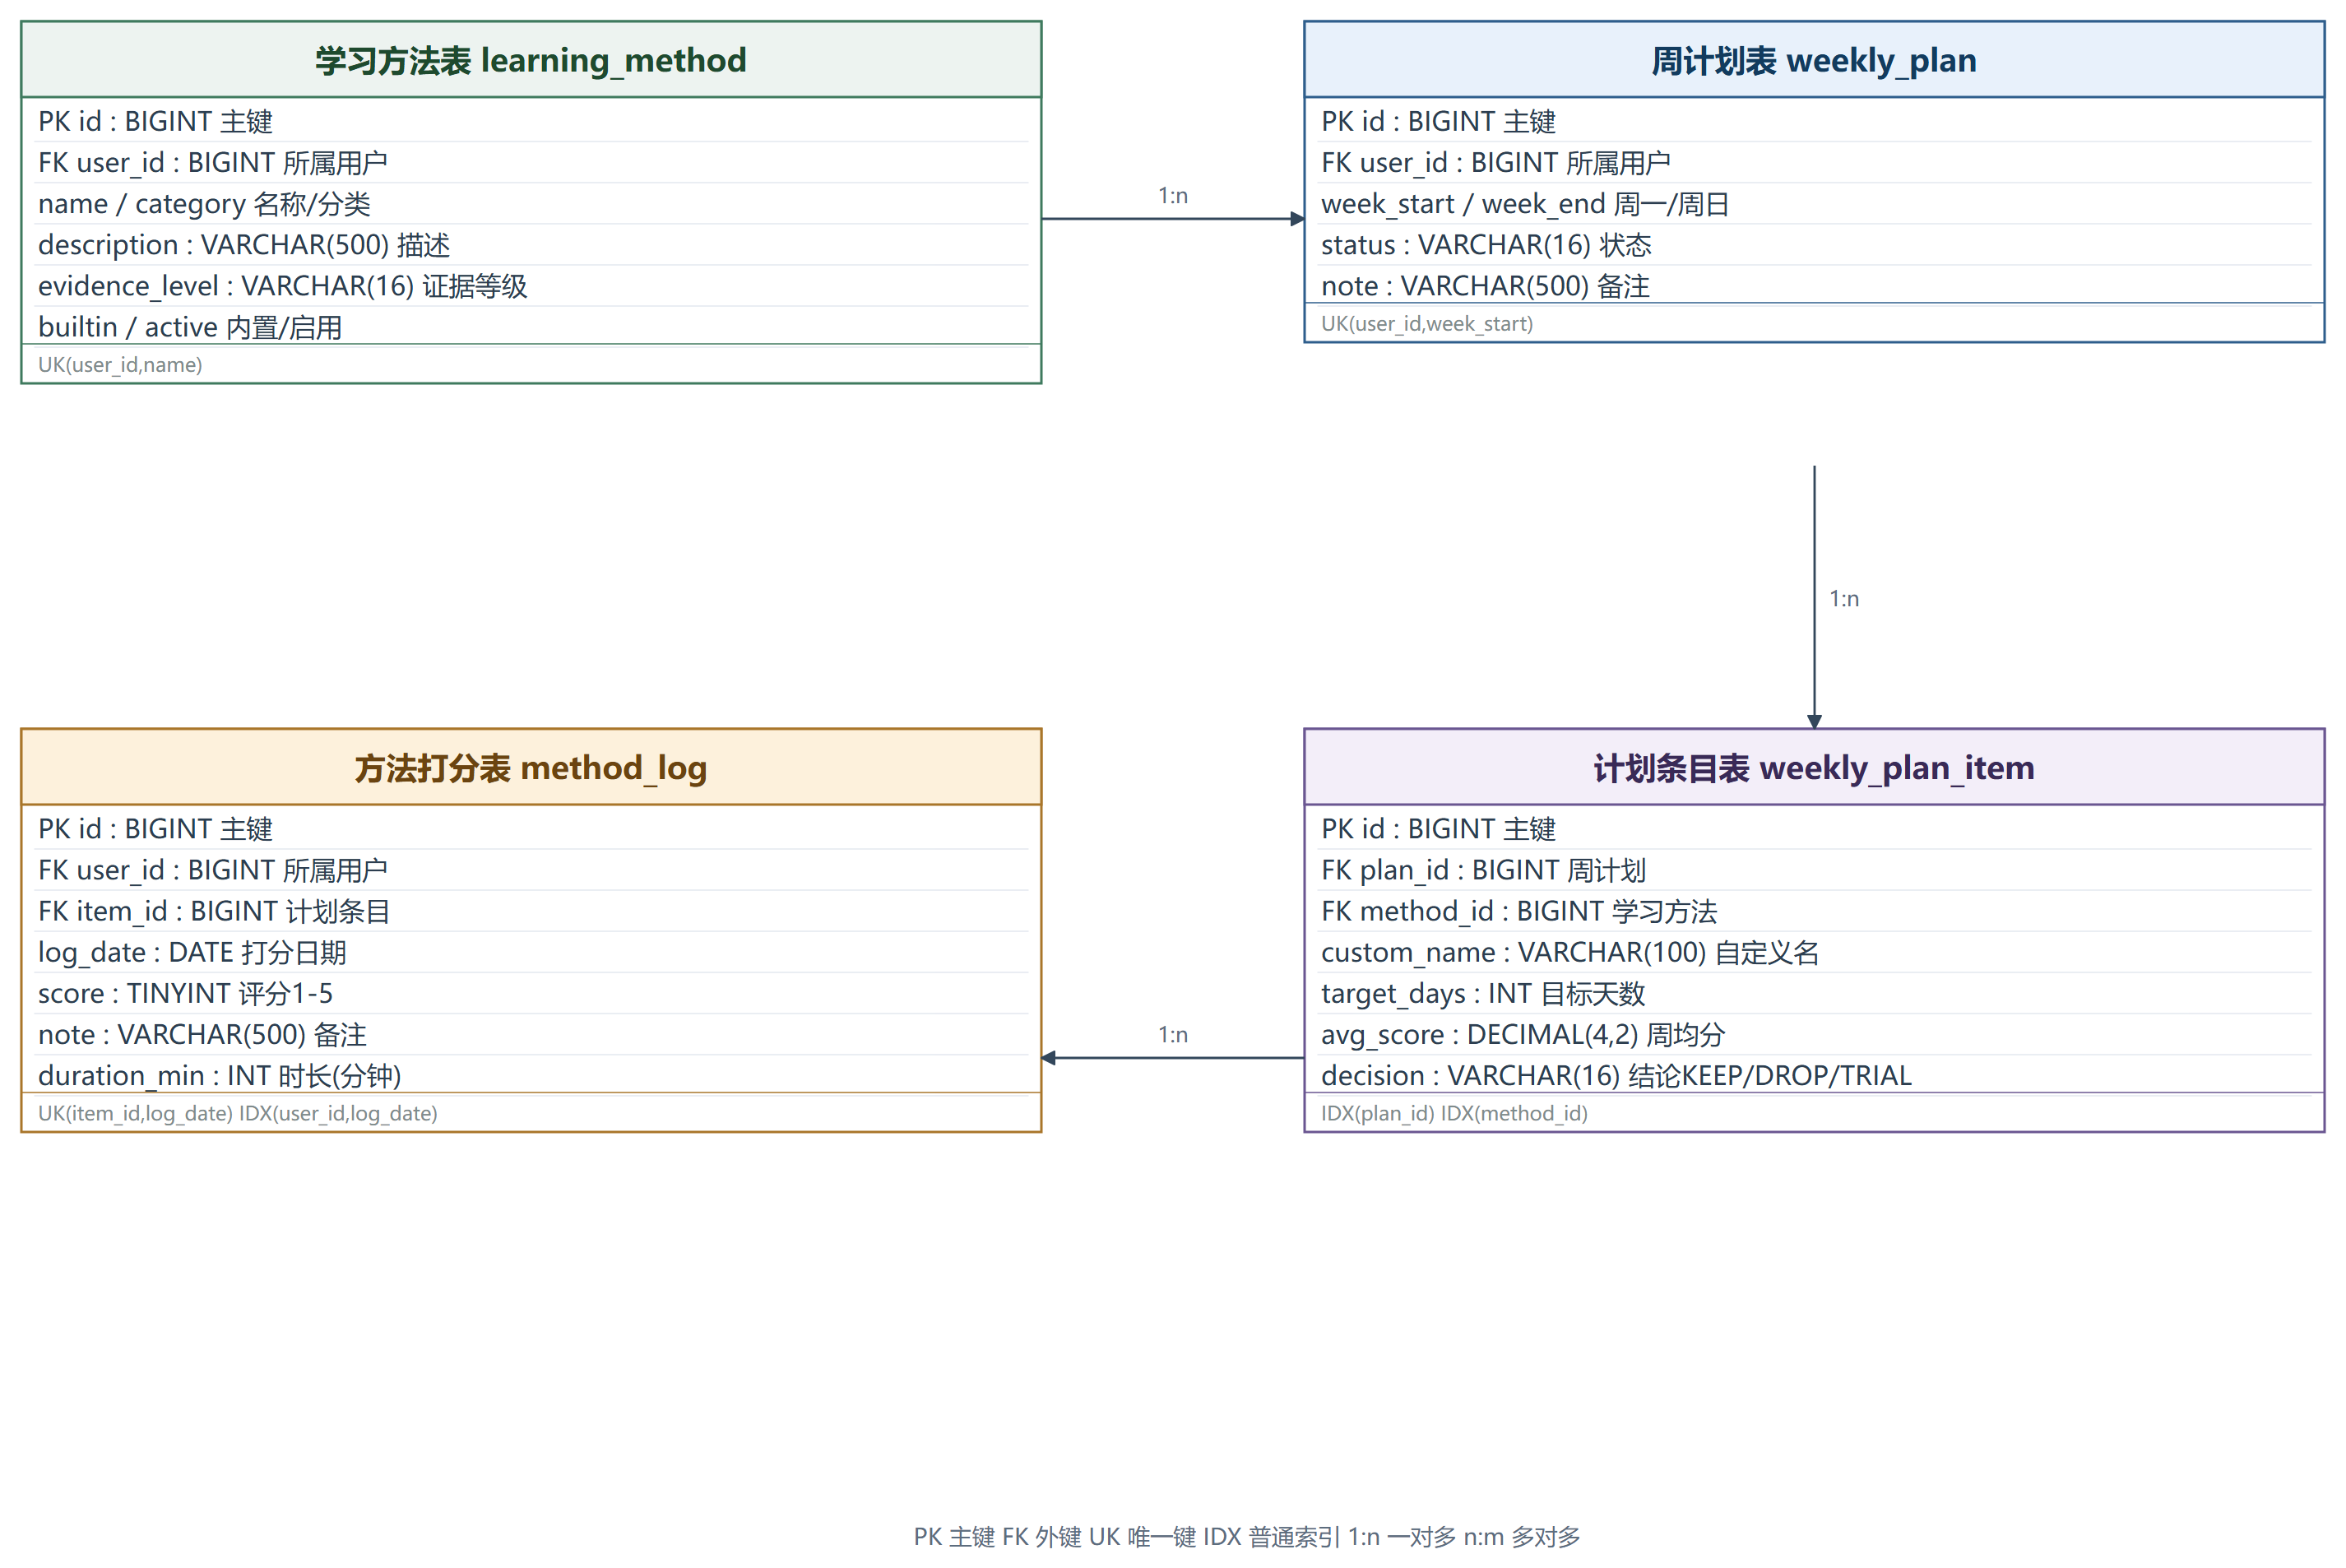 学习方法表 learning_method
PK id : BIGINT 主键
FK user_id : BIGINT 所属用户
name / category 名称/分类
description : VARCHAR(500) 描述
evidence_level : VARCHAR(16) 证据等级
builtin / active 内置/启用
UK(user_id,name)
1:n
周计划表 weekly_plan
PK id : BIGINT 主键
FK user_id : BIGINT 所属用户
week_start / week_end 周一/周日
status : VARCHAR(16) 状态
note : VARCHAR(500) 备注
UK(user_id,week_start)
1:n
方法打分表 method_log
PK id : BIGINT 主键
FK user_id : BIGINT 所属用户
FK item_id : BIGINT 计划条目
log_date : DATE 打分日期
score : TINYINT 评分1-5
note : VARCHAR(500) 备注
duration_min : INT 时长(分钟)
UK(item_id,log_date) IDX(user_id,log_date)
1:n
计划条目表 weekly_plan_item
PK id : BIGINT 主键
FK plan_id : BIGINT 周计划
FK method_id : BIGINT 学习方法
custom_name : VARCHAR(100) 自定义名
target_days : INT 目标天数
avg_score : DECIMAL(4,2) 周均分
decision : VARCHAR(16) 结论KEEP/DROP/TRIAL
IDX(plan_id) IDX(method_id)
PK 主键 FK 外键 UK 唯一键 IDX 普通索引 1:n 一对多 n:m 多对多